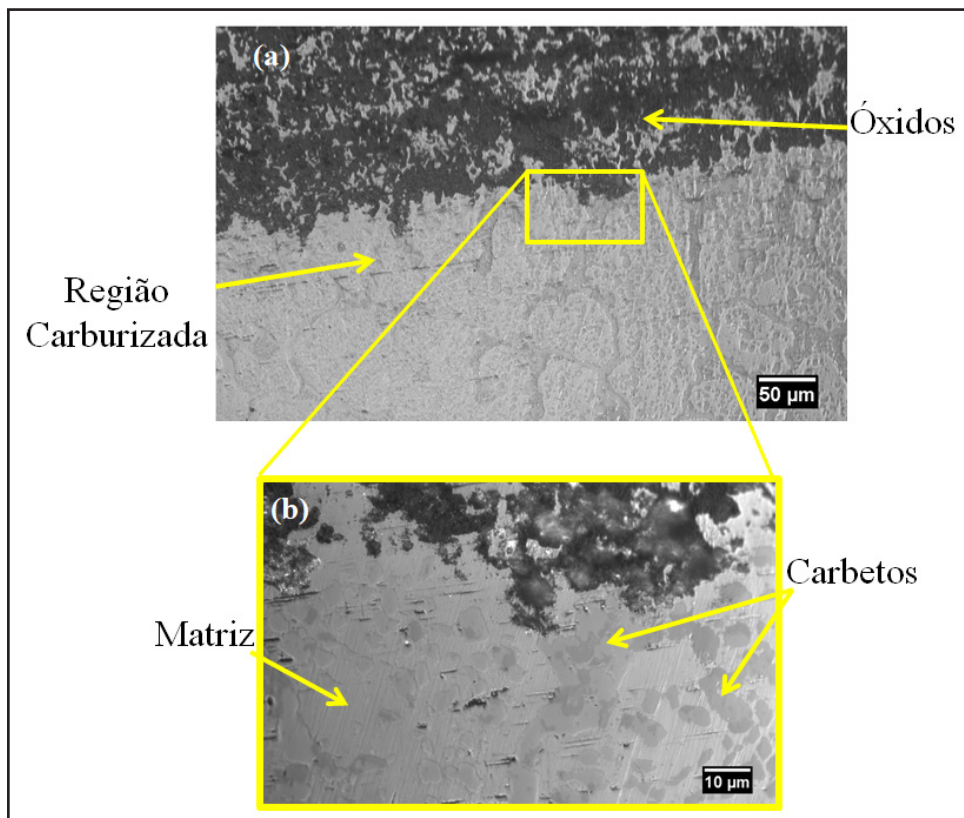 (a)
Óxidos
Região
Carburizada
50 µm
(b)
Carbetos
Matriz
10 µm